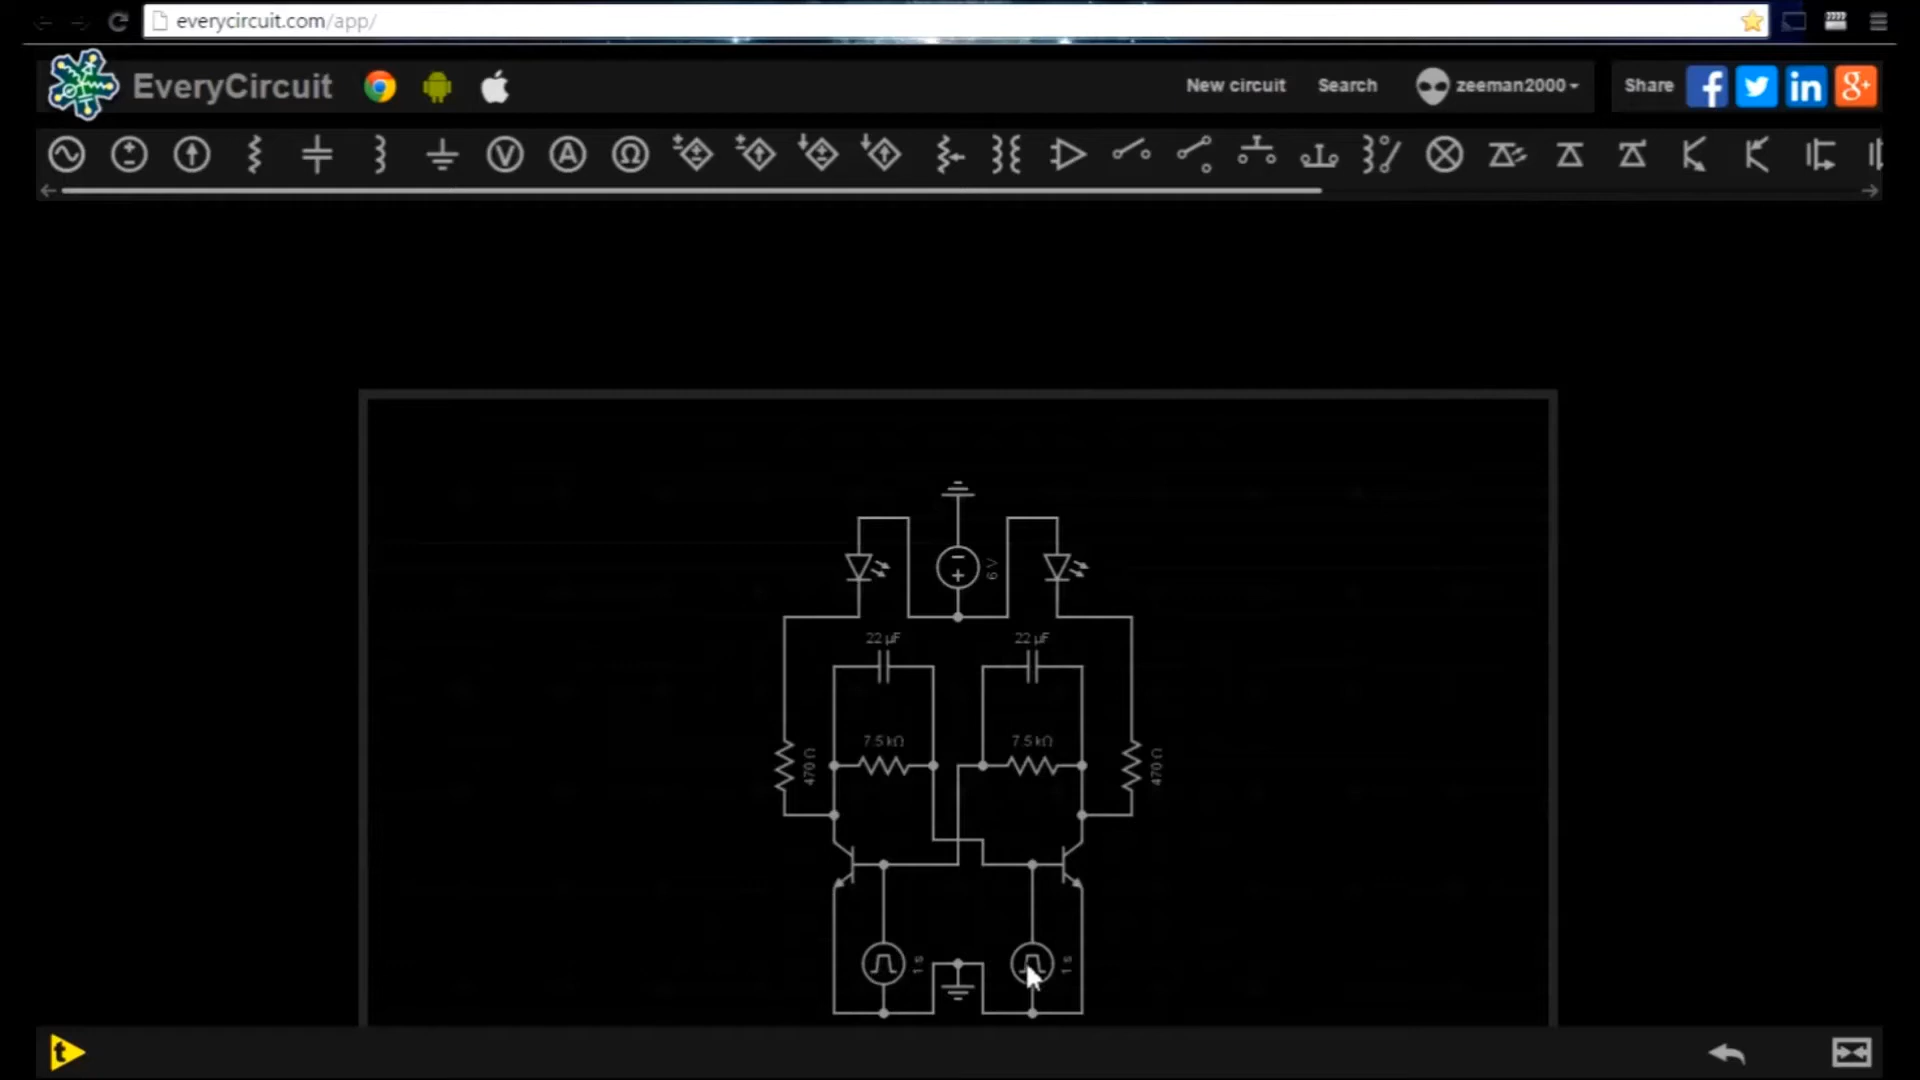 everycircuit.com/app/
EveryCircuit
New circuit
Search
zeeman2000
Share
f
in
g+
V
A
Ω
6 V
22 µF
22 µF
7.5 kΩ
7.5 kΩ
470 Ω
470 Ω
1 s
1 s
t